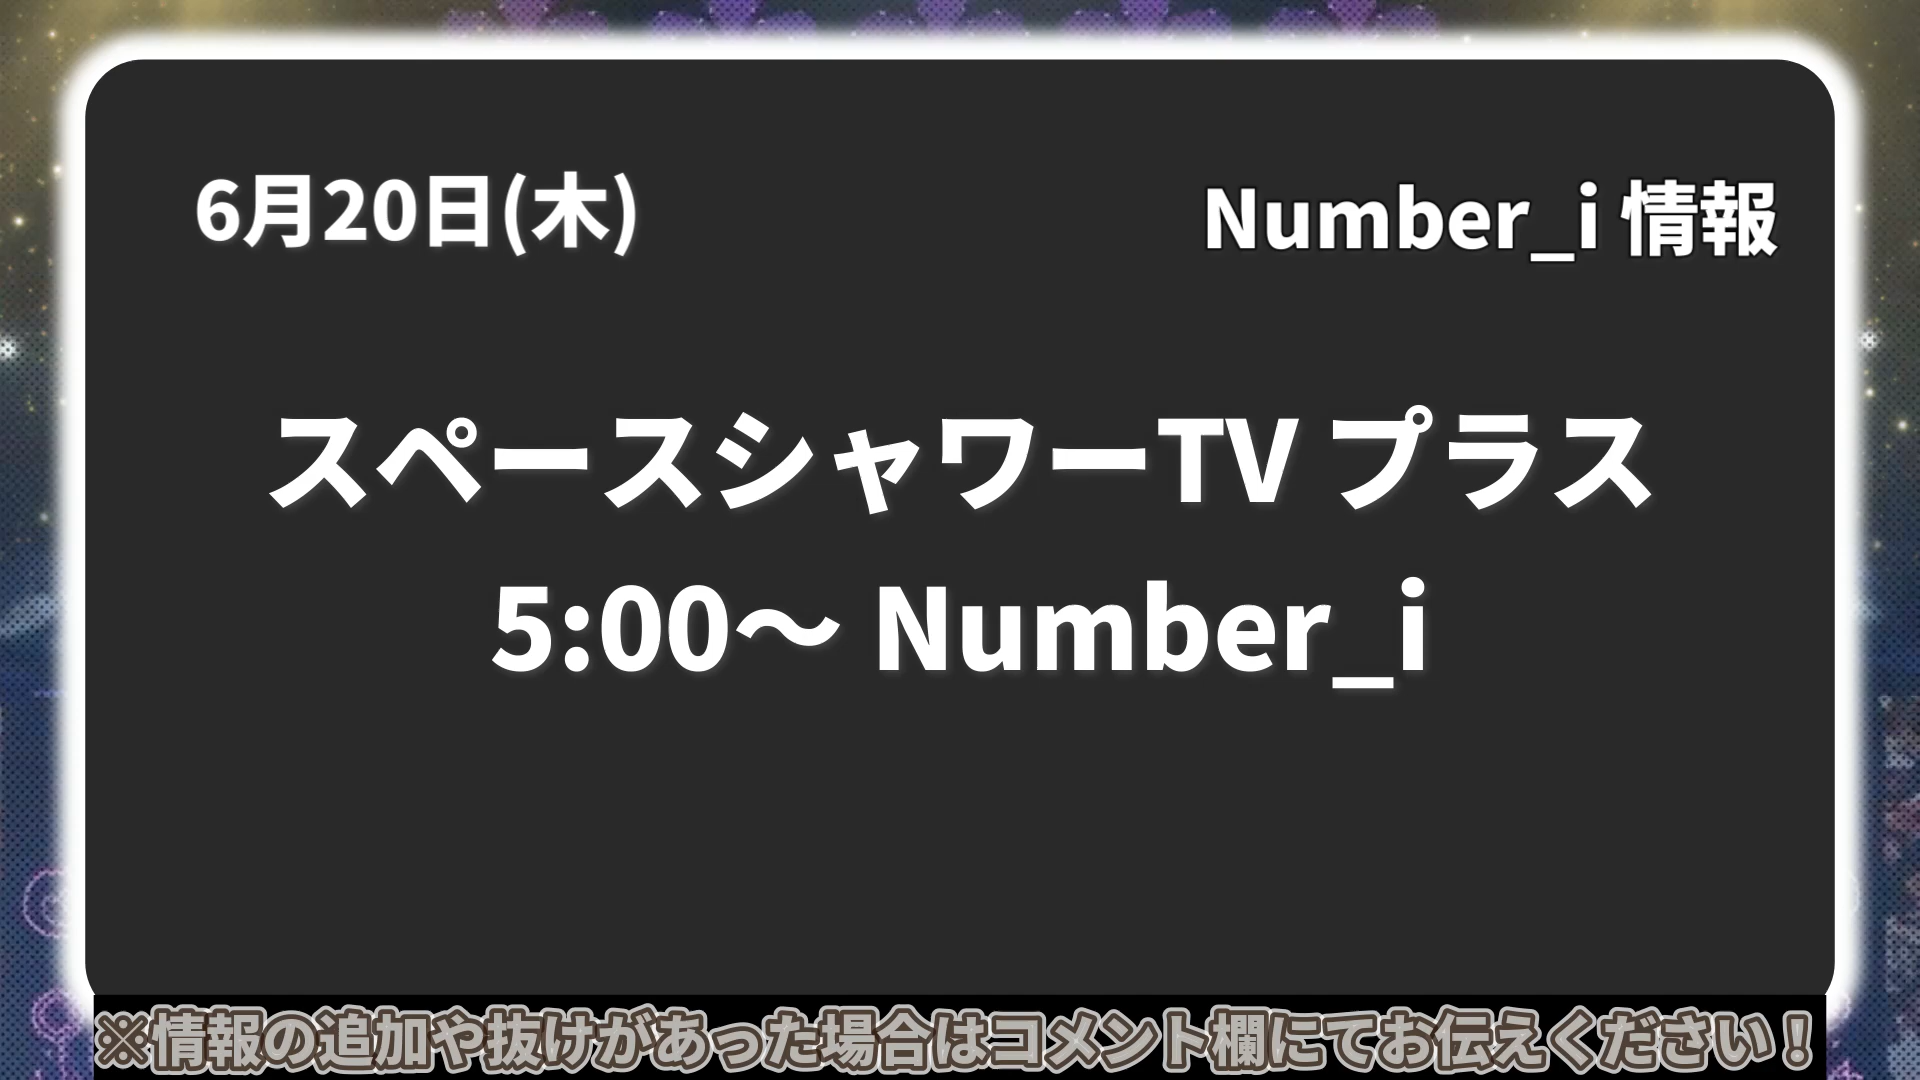 6月20日(木)
Number_i 情報
スペースシャワーTV プラス
5:00～ Number_i
※情報の追加や抜けがあった場合はコメント欄にてお伝えください！